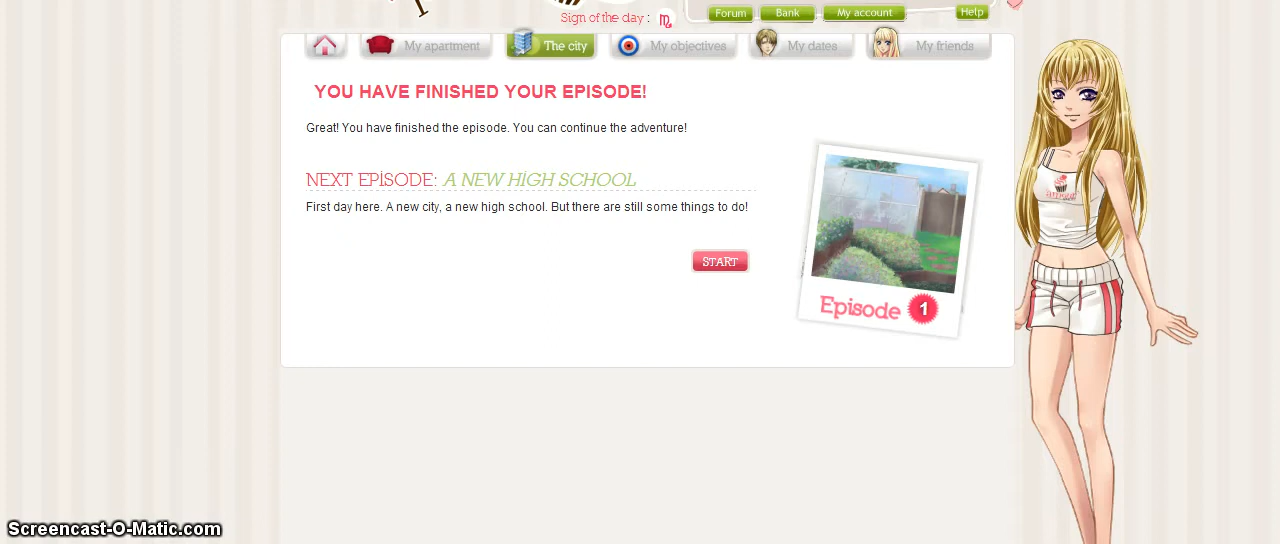 Sign of the day : ♏
Forum
Bank
My account
Help
My apartment
The city
My objectives
My dates
My friends
YOU HAVE FINISHED YOUR EPISODE!
Great! You have finished the episode. You can continue the adventure!
NEXT EPISODE: A NEW HIGH SCHOOL
First day here. A new city, a new high school. But there are still some things to do!
START
Episode 1
Screencast-O-Matic.com